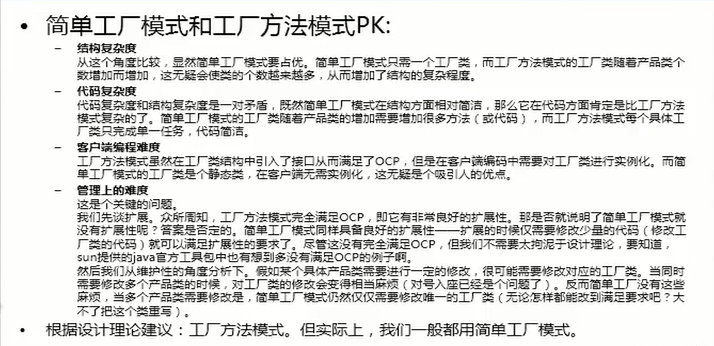 简单工厂模式和工厂方法模式PK:
结构复杂度
从这个角度比较，显然简单工厂模式要占优。简单工厂模式只需一个工厂类，而工厂方法模式的工厂类随着产品类个
数增加而增加，这无疑会使类的个数越来越多，从而增加了结构的复杂程度。
代码复杂度
代码复杂度和结构复杂度是一对矛盾，既然简单工厂模式在结构方面相对简洁，那么它在代码方面肯定是比工厂方法
模式复杂的了。简单工厂模式的工厂类随着产品类的增加需要增加很多方法（或代码），而工厂方法模式每个具体工
厂类只完成单一任务，代码简洁。
客户端编程难度
工厂方法模式虽然在工厂类结构中引入了接口从而满足了OCP，但是在客户端编码中需要对工厂类进行实例化。而简
单工厂模式的工厂类是个静态类，在客户端无需实例化，这无疑是个吸引人的优点。
管理上的难度
这是个关键的问题。
我们先谈扩展。众所周知，工厂方法模式完全满足OCP，即它有非常良好的扩展性。那是否就说明了简单工厂模式就
没有扩展性呢？答案是否定的。简单工厂模式同样具备良好的扩展性——扩展的时候仅需要修改少量的代码（修改工
厂类的代码）就可以满足扩展性的要求了。尽管这没有完全满足OCP，但我们不需要太拘泥于设计理论，要知道，
sun提供的java官方工具包中也有想到多没有满足OCP的例子啊。
然后我们从维护性的角度分析下。假如某个具体产品类需要进行一定的修改，很可能需要修改对应的工厂类。当同时
需要修改多个产品类的时候，对工厂类的修改会变得相当麻烦（对号入座已经是个问题了）。反而简单工厂没有这些
麻烦，当多个产品类需要修改是，简单工厂模式仍然仅仅需要修改唯一的工厂类（无论怎样都能改到满足要求吧？大
不了把这个类重写）。
根据设计理论建议：工厂方法模式。但实际上，我们一般都用简单工厂模式。